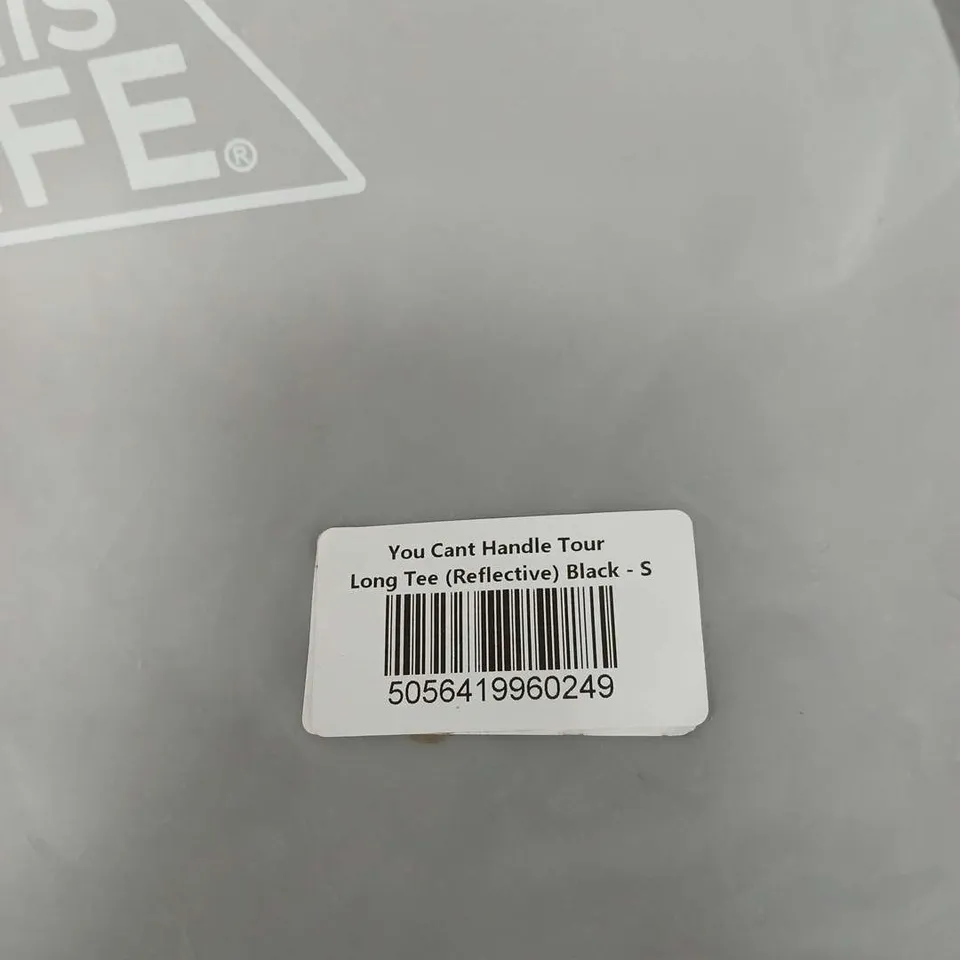 IS
FE®
You Cant Handle Tour
Long Tee (Reflective) Black - S
5056419960249